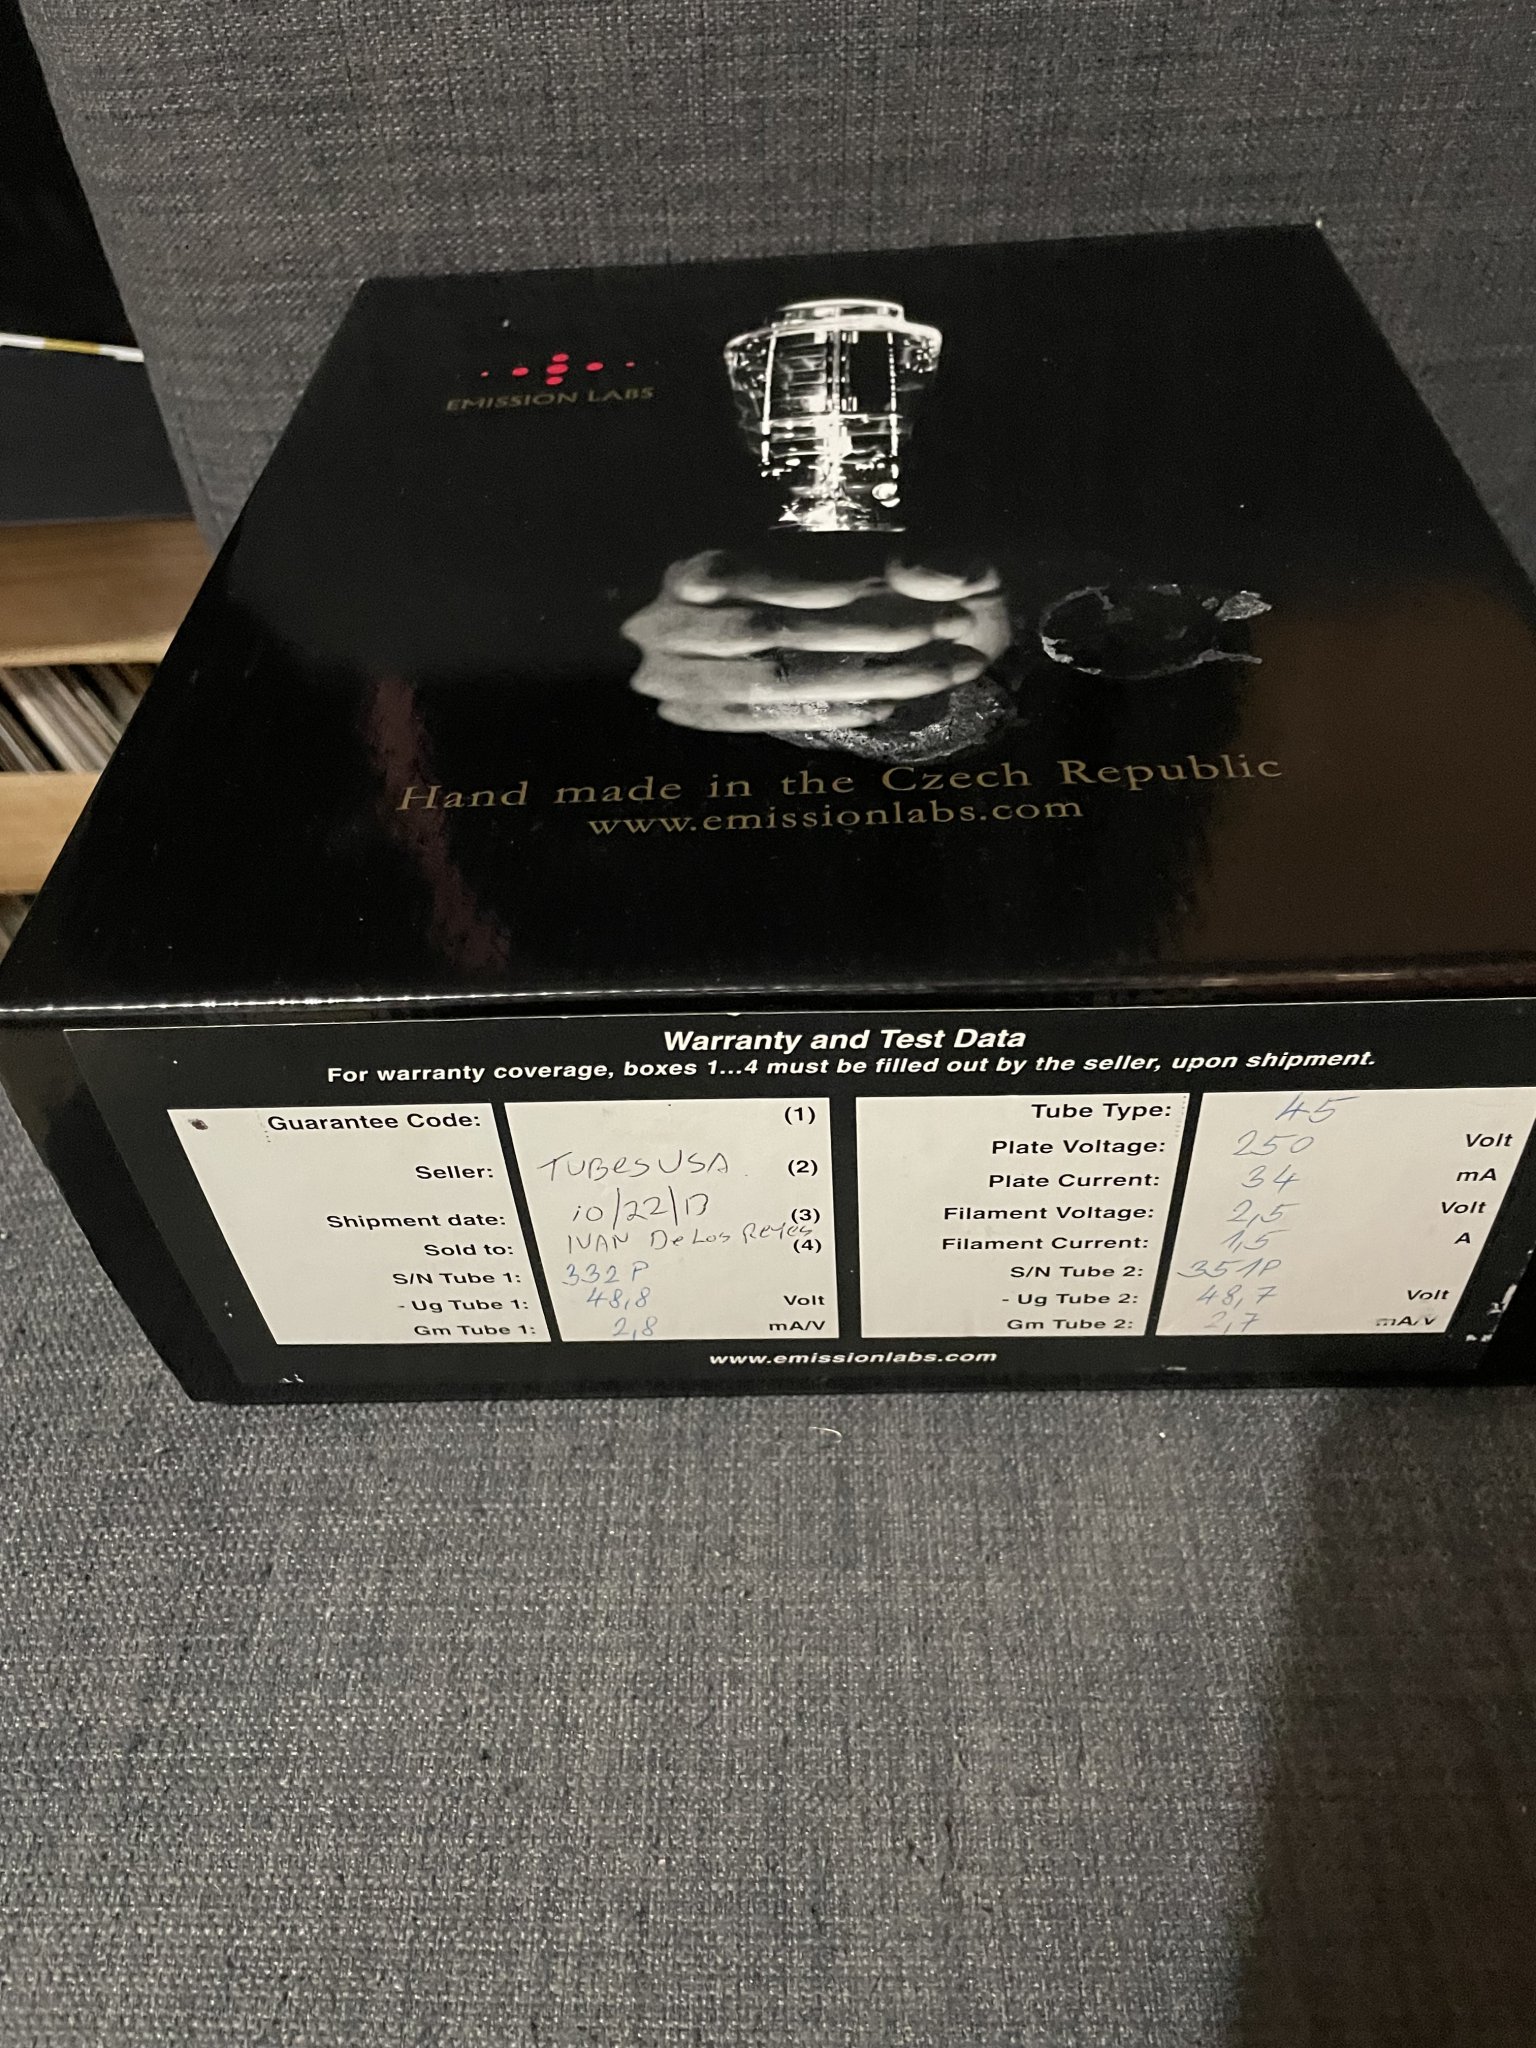 EMISSION LABS
Hand made in the Czech Republic
www.emissionlabs.com
Warranty and Test Data
For warranty coverage, boxes 1...4 must be filled out by the seller, upon shipment.
Guarantee Code: (1)
Seller: TUBES USA (2)
Shipment date: 10/22/13 (3)
Sold to: IVAN De Los Reyes (4)
S/N Tube 1: 332P
- Ug Tube 1: 48,8 Volt
Gm Tube 1: 2,8 mA/V
Tube Type: 45
Plate Voltage: 250 Volt
Plate Current: 34 mA
Filament Voltage: 2,5 Volt
Filament Current: 1,5 A
S/N Tube 2: 351P
- Ug Tube 2: 48,7 Volt
Gm Tube 2: 2,7 mA/V
www.emissionlabs.com